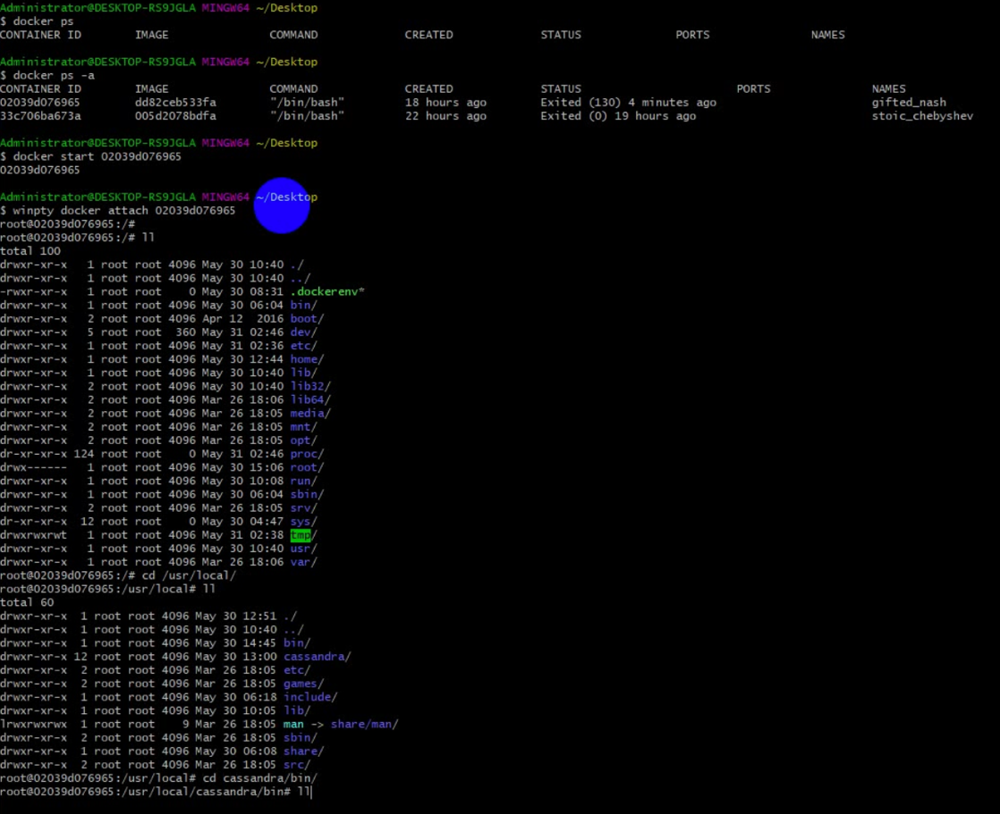 Administrator@DESKTOP-RS9JGLA MINGW64 ~/Desktop
$ docker ps
CONTAINER ID        IMAGE               COMMAND             CREATED             STATUS              PORTS               NAMES

Administrator@DESKTOP-RS9JGLA MINGW64 ~/Desktop
$ docker ps -a
CONTAINER ID        IMAGE               COMMAND             CREATED             STATUS                       PORTS               NAMES
02039d076965        dd82ceb533fa        "/bin/bash"         18 hours ago        Exited (130) 4 minutes ago                       gifted_nash
33c706ba673a        005d2078bdfa        "/bin/bash"         22 hours ago        Exited (0) 19 hours ago                          stoic_chebyshev

Administrator@DESKTOP-RS9JGLA MINGW64 ~/Desktop
$ docker start 02039d076965
02039d076965

Administrator@DESKTOP-RS9JGLA MINGW64 ~/Desktop
$ winpty docker attach 02039d076965
root@02039d076965:/#
root@02039d076965:/# ll
total 100
drwxr-xr-x   1 root root 4096 May 30 10:40 ./
drwxr-xr-x   1 root root 4096 May 30 10:40 ../
-rwxr-xr-x   1 root root    0 May 30 08:31 .dockerenv*
drwxr-xr-x   1 root root 4096 May 30 06:04 bin/
drwxr-xr-x   2 root root 4096 Apr 12  2016 boot/
drwxr-xr-x   5 root root  360 May 31 02:46 dev/
drwxr-xr-x   1 root root 4096 May 31 02:36 etc/
drwxr-xr-x   1 root root 4096 May 30 12:44 home/
drwxr-xr-x   1 root root 4096 May 30 10:40 lib/
drwxr-xr-x   2 root root 4096 May 30 10:40 lib32/
drwxr-xr-x   2 root root 4096 Mar 26 18:06 lib64/
drwxr-xr-x   2 root root 4096 Mar 26 18:05 media/
drwxr-xr-x   2 root root 4096 Mar 26 18:05 mnt/
drwxr-xr-x   2 root root 4096 Mar 26 18:05 opt/
dr-xr-xr-x 124 root root    0 May 31 02:46 proc/
drwx------   1 root root 4096 May 30 15:06 root/
drwxr-xr-x   1 root root 4096 May 30 10:08 run/
drwxr-xr-x   1 root root 4096 May 30 06:04 sbin/
drwxr-xr-x   2 root root 4096 Mar 26 18:05 srv/
dr-xr-xr-x  12 root root    0 May 30 04:47 sys/
drwxrwxrwt   1 root root 4096 May 31 02:38 tmp/
drwxr-xr-x   1 root root 4096 May 30 10:40 usr/
drwxr-xr-x   1 root root 4096 Mar 26 18:06 var/
root@02039d076965:/# cd /usr/local/
root@02039d076965:/usr/local# ll
total 60
drwxr-xr-x  1 root root 4096 May 30 12:51 ./
drwxr-xr-x  1 root root 4096 May 30 10:40 ../
drwxr-xr-x  1 root root 4096 May 30 14:45 bin/
drwxr-xr-x 12 root root 4096 May 30 13:00 cassandra/
drwxr-xr-x  2 root root 4096 Mar 26 18:05 etc/
drwxr-xr-x  2 root root 4096 Mar 26 18:05 games/
drwxr-xr-x  1 root root 4096 May 30 06:18 include/
drwxr-xr-x  1 root root 4096 May 30 10:05 lib/
lrwxrwxrwx  1 root root    9 Mar 26 18:05 man -> share/man/
drwxr-xr-x  2 root root 4096 Mar 26 18:05 sbin/
drwxr-xr-x  1 root root 4096 May 30 06:08 share/
drwxr-xr-x  2 root root 4096 Mar 26 18:05 src/
root@02039d076965:/usr/local# cd cassandra/bin/
root@02039d076965:/usr/local/cassandra/bin# ll